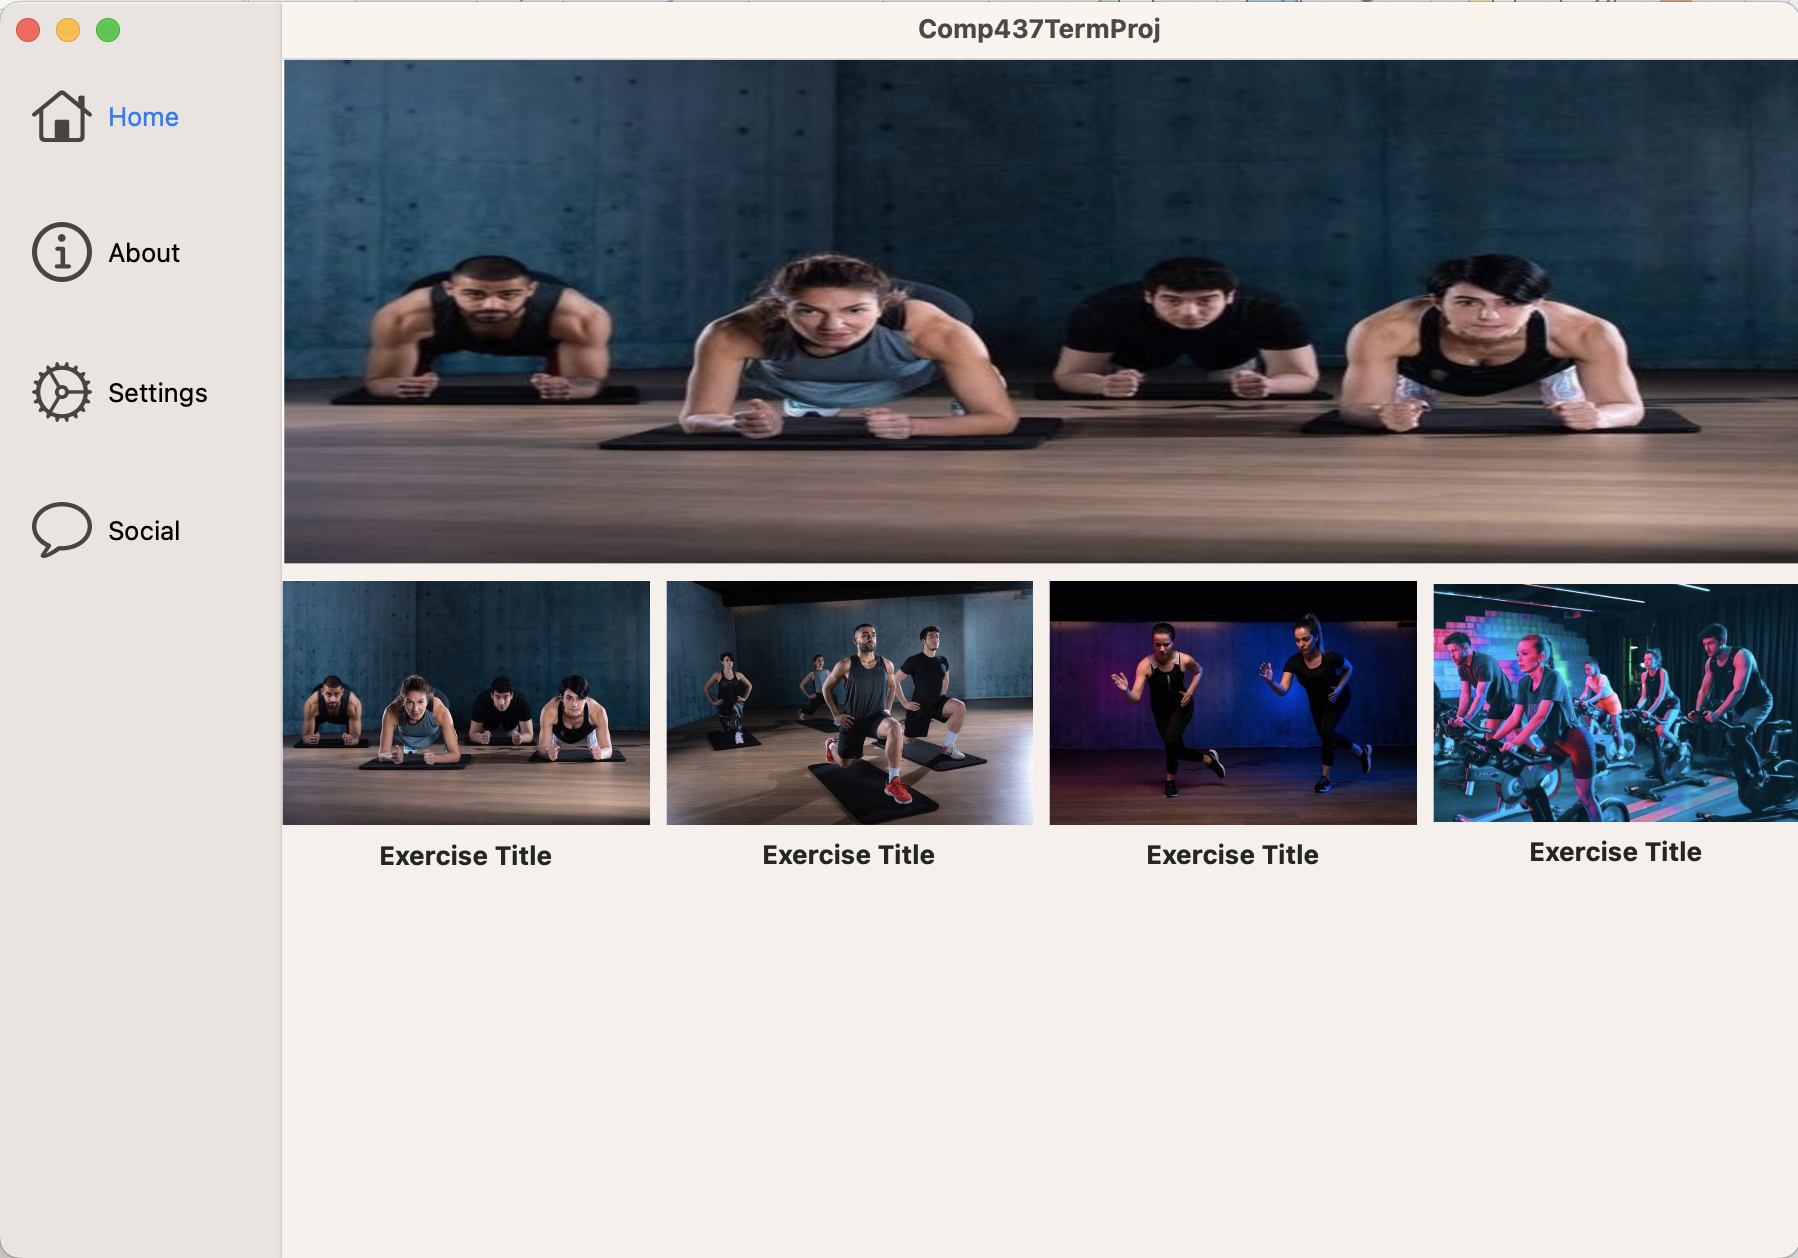 Comp437TermProj
Home
About
Settings
Social
Exercise Title
Exercise Title
Exercise Title
Exercise Title